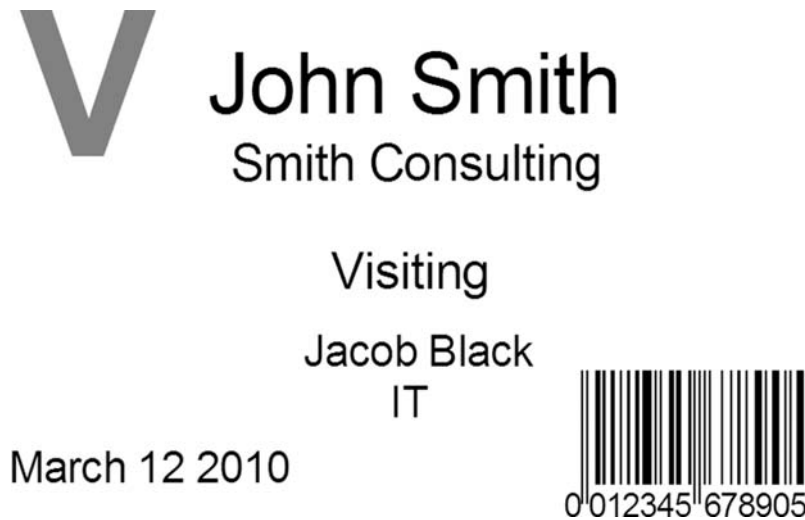 V
John Smith
Smith Consulting
Visiting
Jacob Black
IT
March 12 2010
0 012345 678905